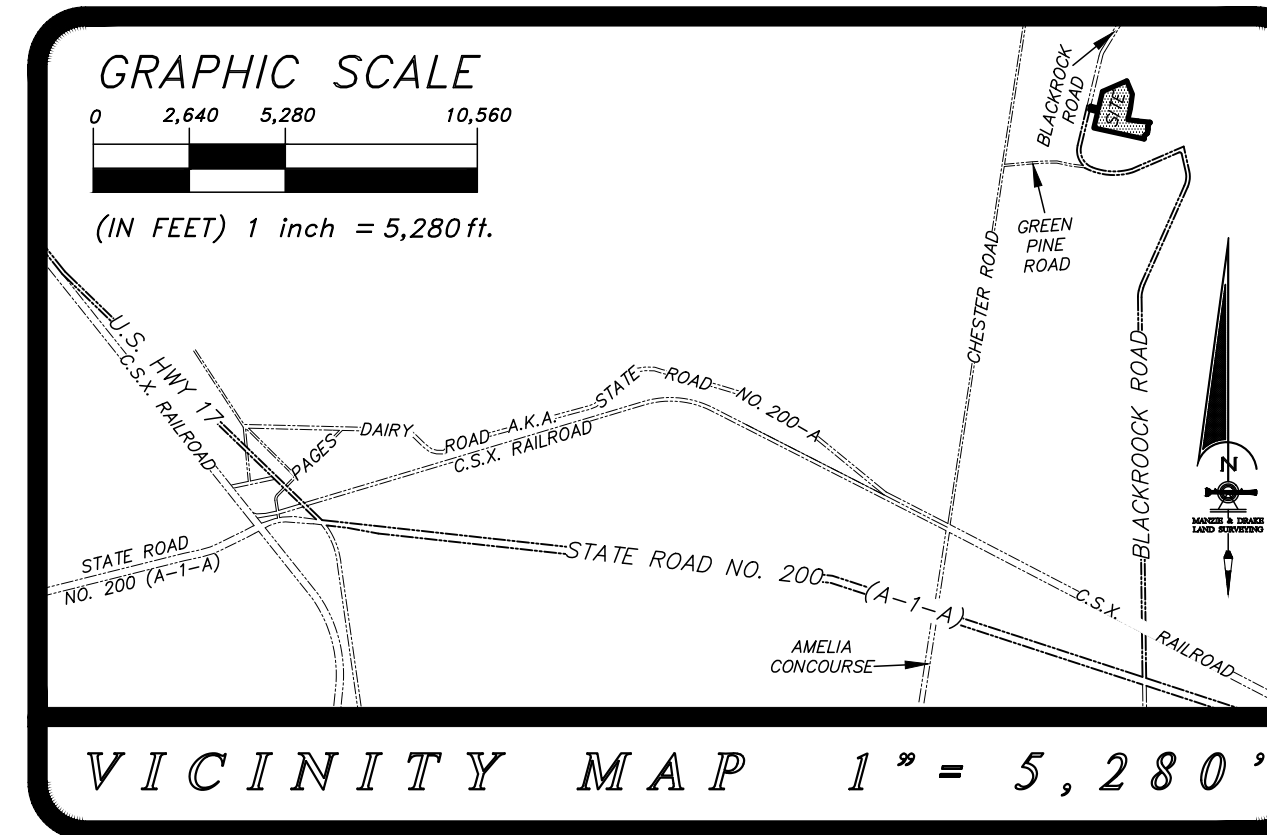 GRAPHIC SCALE
0 2,640 5,280 10,560
(IN FEET) 1 inch = 5,280 ft.
BLACKROCK
ROAD
SITE
GREEN
PINE
ROAD
CHESTER ROAD
BLACKROOCK ROAD
U.S. HWY 17
C.S.X. RAILROAD
PAGES DAIRY ROAD A.K.A. STATE ROAD NO. 200-A
C.S.X. RAILROAD
N
MANZIE & DRAKE
LAND SURVEYING
STATE ROAD
NO. 200 (A-1-A)
STATE ROAD NO. 200 (A-1-A)
C.S.X. RAILROAD
AMELIA
CONCOURSE
VICINITY MAP 1" = 5,280'